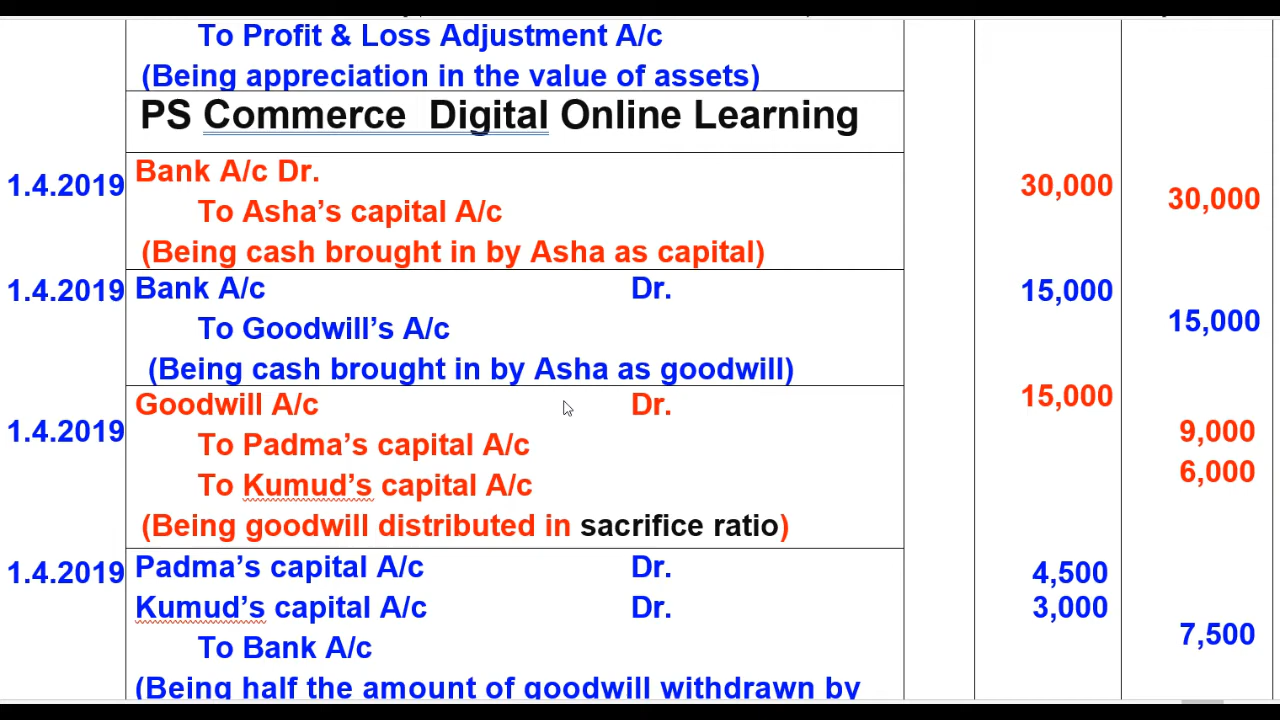 To Profit & Loss Adjustment A/c
(Being appreciation in the value of assets)
PS Commerce Digital Online Learning
1.4.2019 Bank A/c Dr. 30,000
To Asha’s capital A/c 30,000
(Being cash brought in by Asha as capital)
1.4.2019 Bank A/c Dr. 15,000
To Goodwill’s A/c 15,000
(Being cash brought in by Asha as goodwill)
Goodwill A/c Dr. 15,000
1.4.2019 To Padma’s capital A/c 9,000
To Kumud’s capital A/c 6,000
(Being goodwill distributed in sacrifice ratio)
1.4.2019 Padma’s capital A/c Dr. 4,500
Kumud’s capital A/c Dr. 3,000
To Bank A/c 7,500
(Being half the amount of goodwill withdrawn by